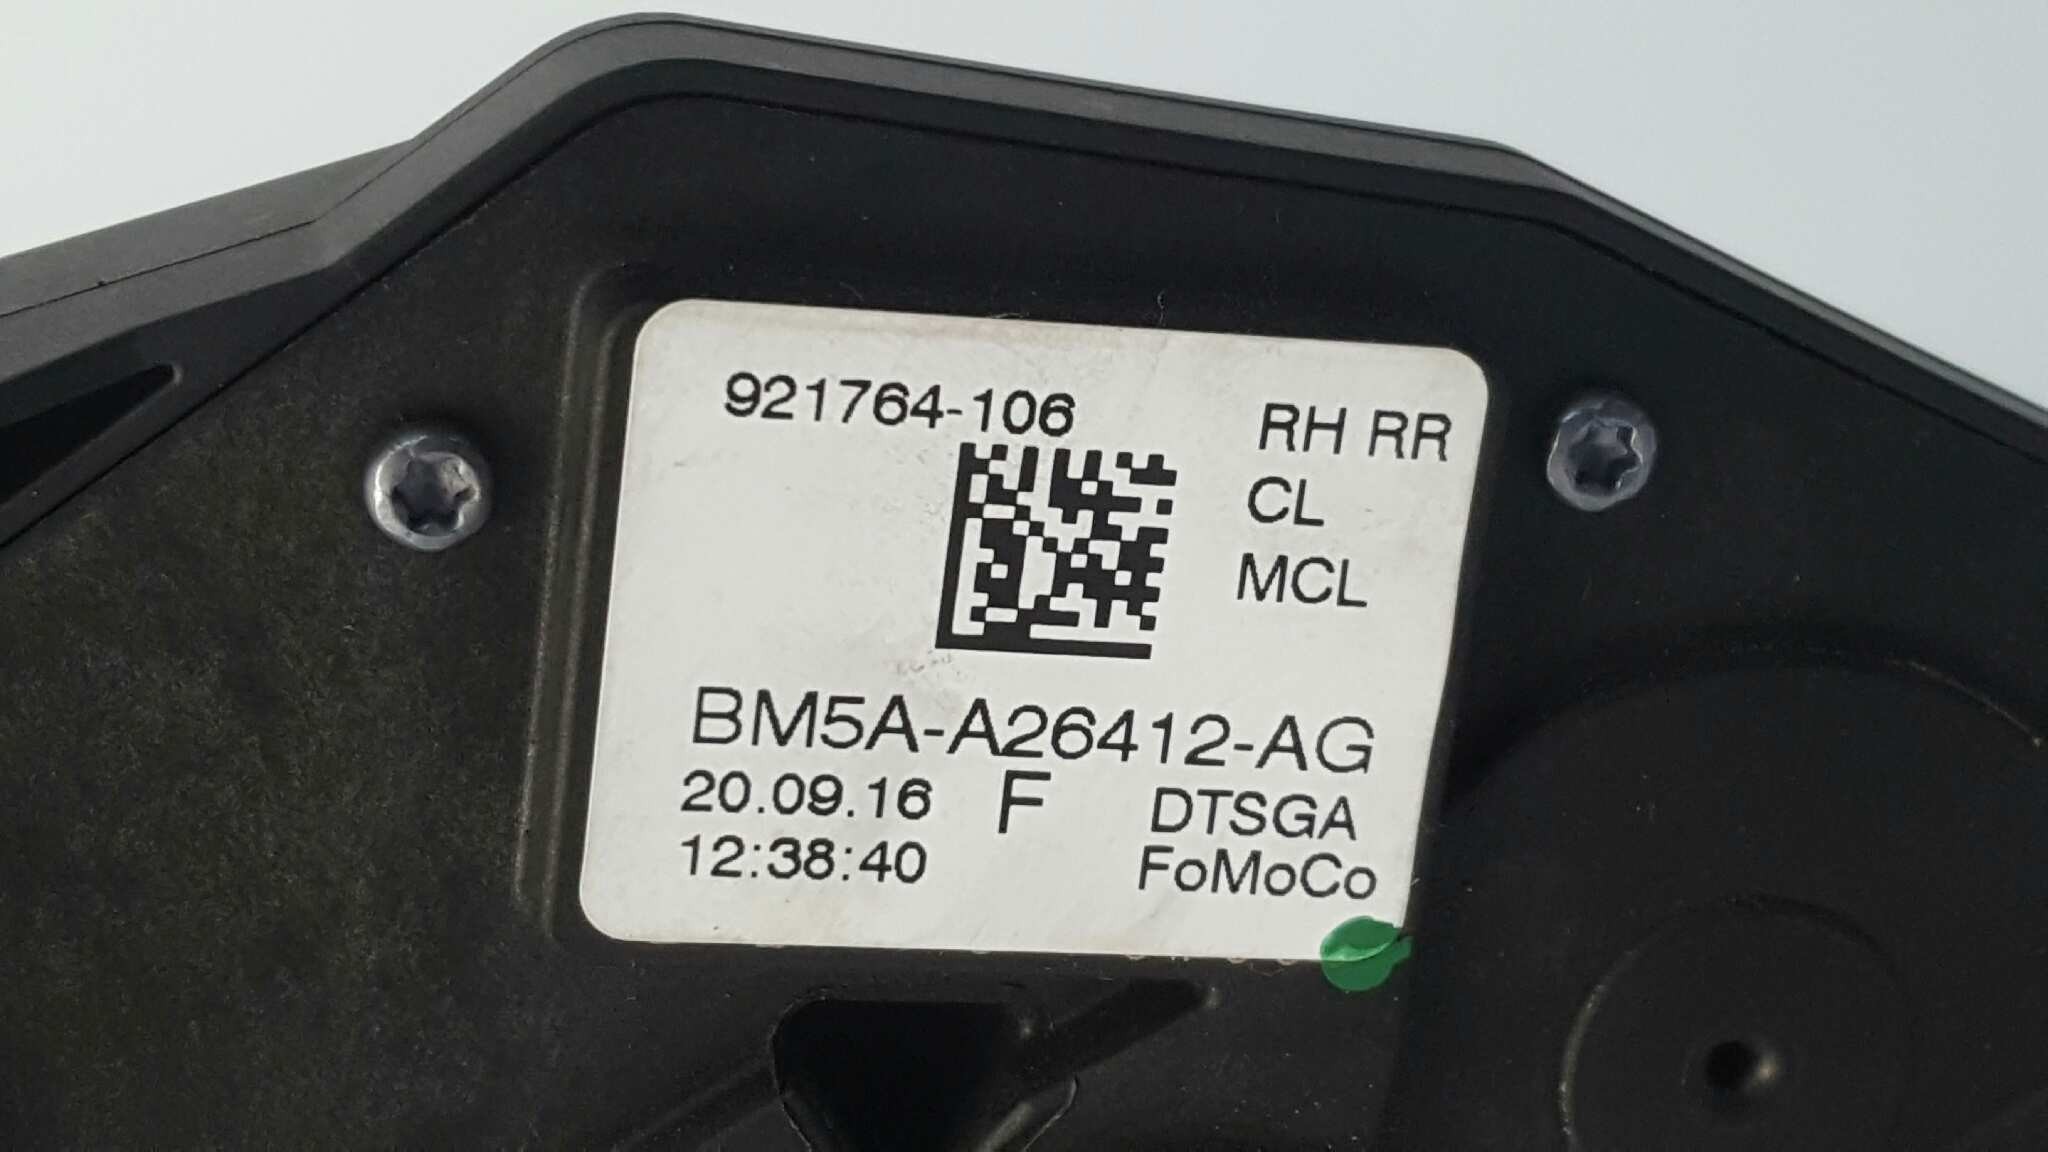 921764-106 RH RR
CL
MCL
BM5A-A26412-AG
20.09.16 F DTSGA
12:38:40 FoMoCo